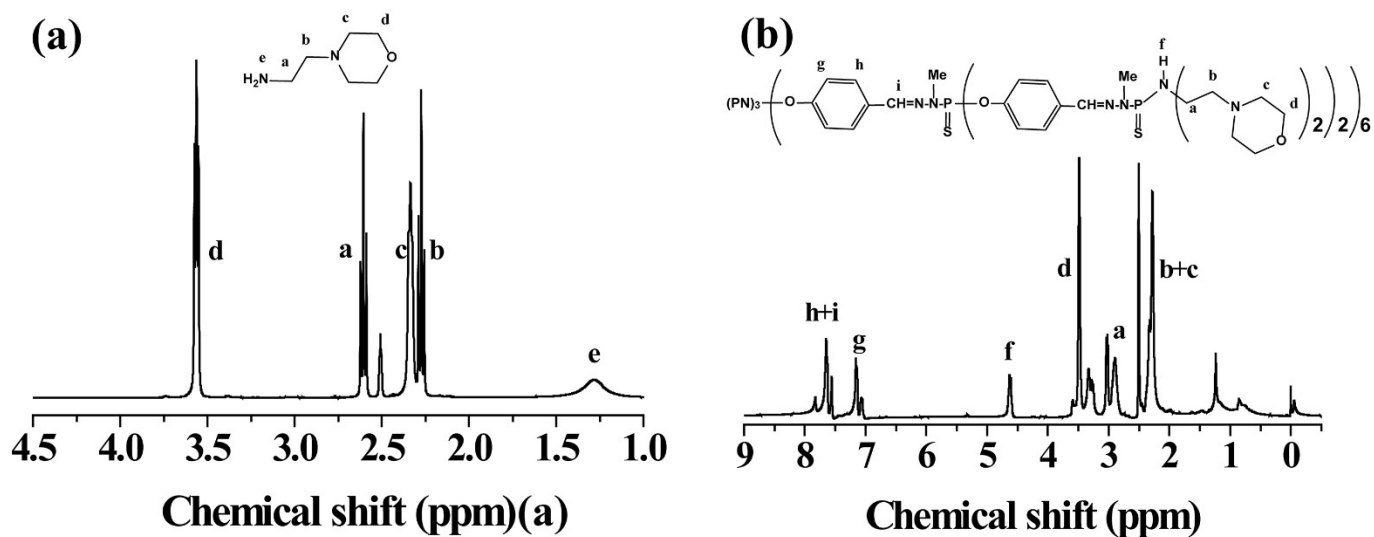 (a)
H₂N
e
a
b
N
c
d
O
d
a
c
b
e
4.5 4.0 3.5 3.0 2.5 2.0 1.5 1.0
Chemical shift (ppm)(a)
(b)
(PN)₃ O g h i CH=N N Me P S O CH=N N Me P S f H N a b N c d O 2 2 6
h+i
g
f
d
a
b+c
9 8 7 6 5 4 3 2 1 0
Chemical shift (ppm)